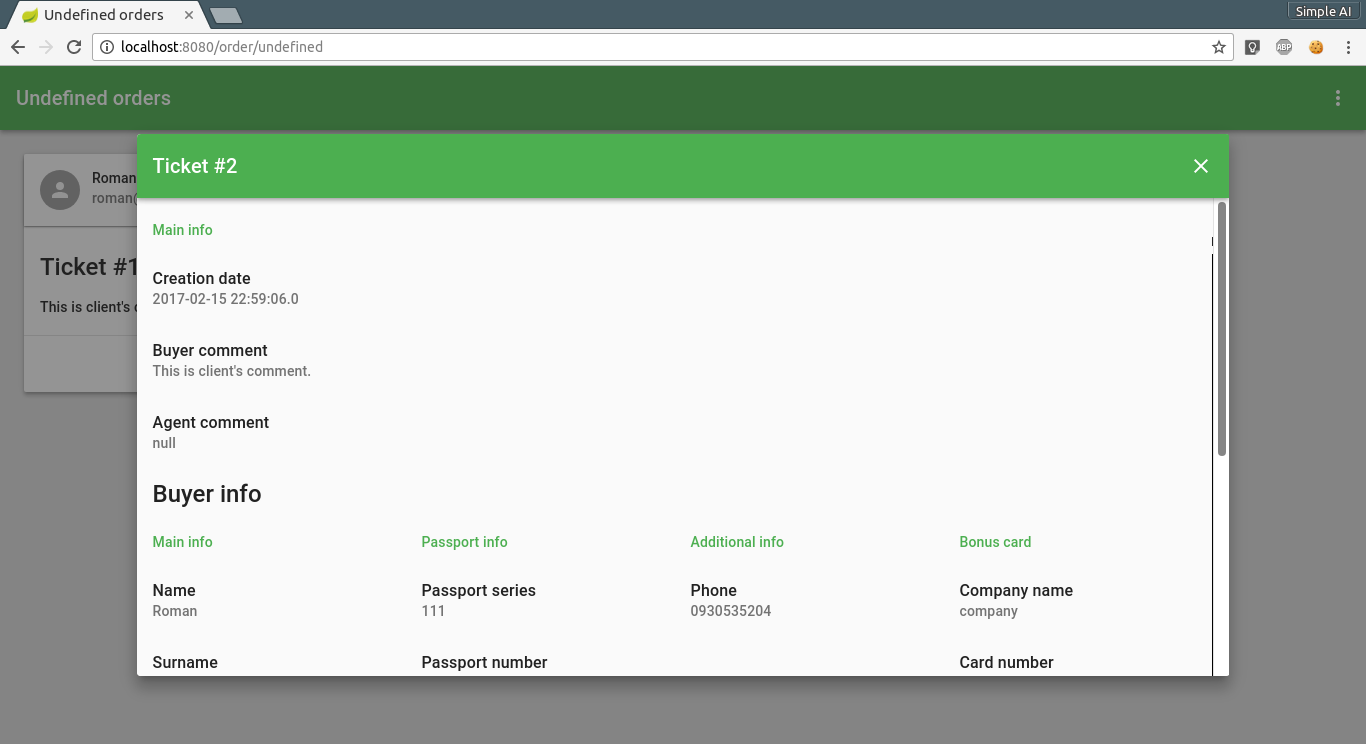 Undefined orders
Simple AI
localhost:8080/order/undefined
ABP
Undefined orders
Ticket #2
Roman
roman@
Main info
Ticket #1
Creation date
2017-02-15 22:59:06.0
This is client's
Buyer comment
This is client's comment.
Agent comment
null
Buyer info
Main info Passport info Additional info Bonus card
Name Passport series Phone Company name
Roman 111 0930535204 company
Surname Passport number Card number